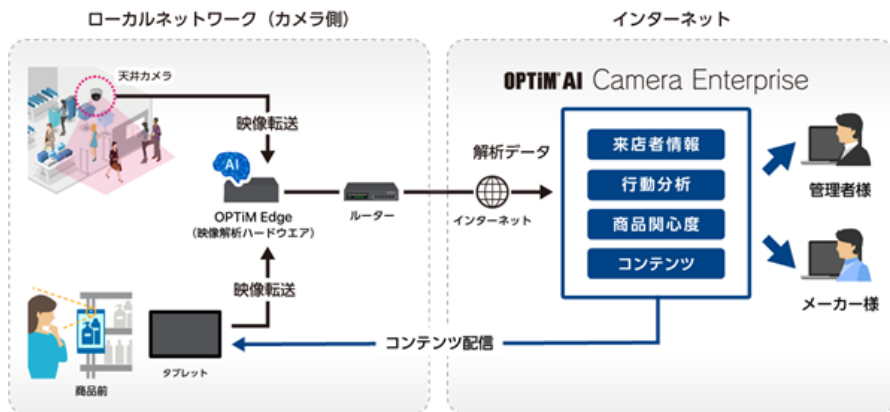 ローカルネットワーク（カメラ側）
インターネット
天井カメラ
映像転送
AI
OPTiM Edge
（映像解析ハードウエア）
ルーター
解析データ
インターネット
OPTiM AI Camera Enterprise
来店者情報
行動分析
商品関心度
コンテンツ
管理者様
メーカー様
映像転送
コンテンツ配信
商品前
タブレット